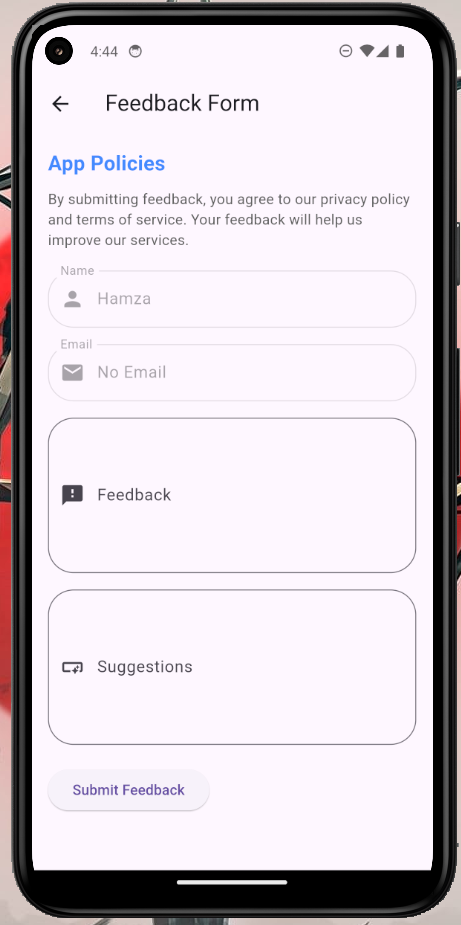 4:44
Feedback Form
App Policies
By submitting feedback, you agree to our privacy policy
and terms of service. Your feedback will help us
improve our services.
Name
Hamza
Email
No Email
Feedback
Suggestions
Submit Feedback